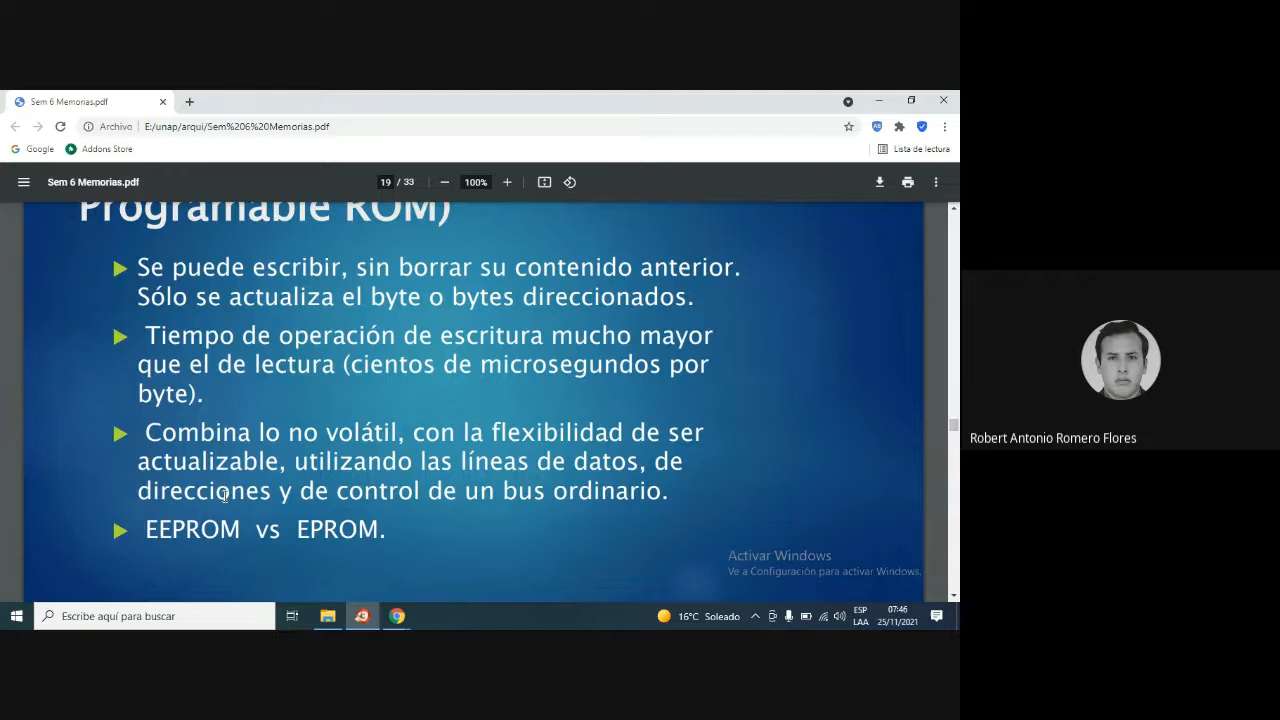 Sem 6 Memorias.pdf
Archivo E:/unap/arqui/Sem%206%20Memorias.pdf
Google Addons Store Lista de lectura
Sem 6 Memorias.pdf 19 / 33 100%
Programable ROM)
Se puede escribir, sin borrar su contenido anterior.
Sólo se actualiza el byte o bytes direccionados.
Tiempo de operación de escritura mucho mayor
que el de lectura (cientos de microsegundos por
byte).
Combina lo no volátil, con la flexibilidad de ser
actualizable, utilizando las líneas de datos, de
direcciones y de control de un bus ordinario.
EEPROM vs EPROM.
Activar Windows
Ve a Configuración para activar Windows.
Robert Antonio Romero Flores
Escribe aquí para buscar
16°C Soleado
ESP
LAA
07:46
25/11/2021